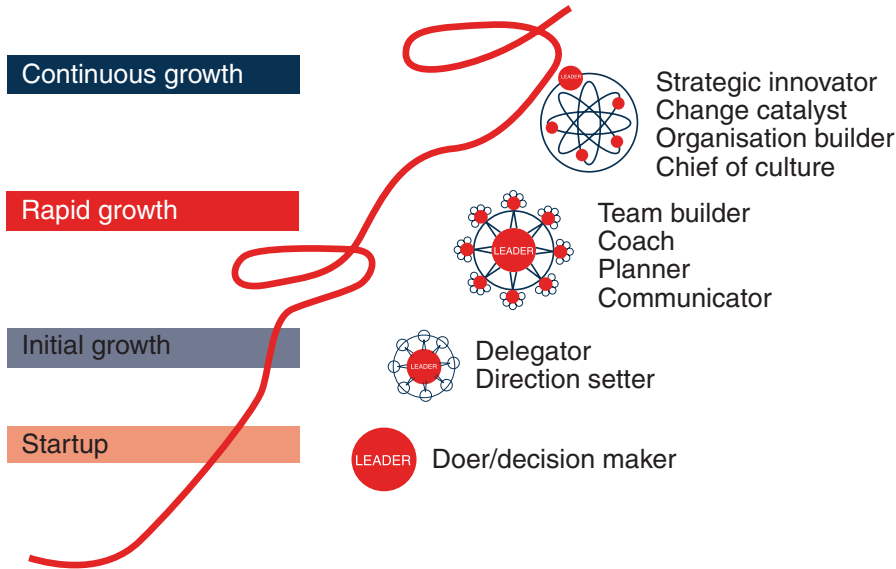 Continuous growth
LEADER
Strategic innovator
Change catalyst
Organisation builder
Chief of culture
Rapid growth
LEADER
Team builder
Coach
Planner
Communicator
Initial growth
LEADER
Delegator
Direction setter
Startup
LEADER
Doer/decision maker